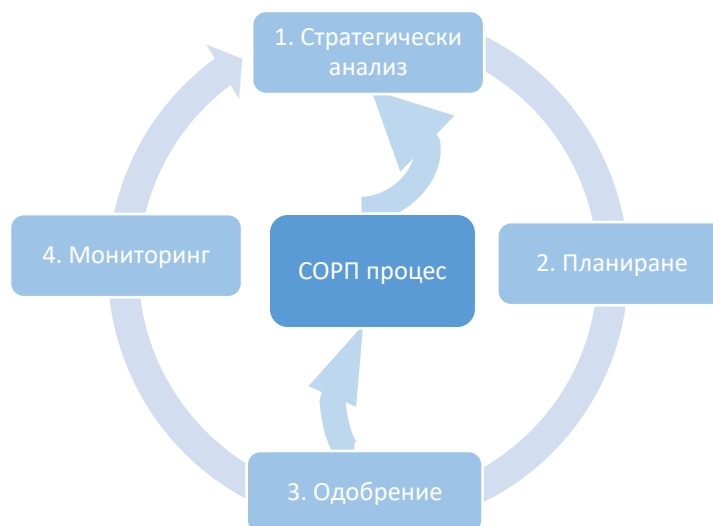 1. Стратегически
анализ
4. Мониторинг
СОРП процес
2. Планиране
3. Одобрение